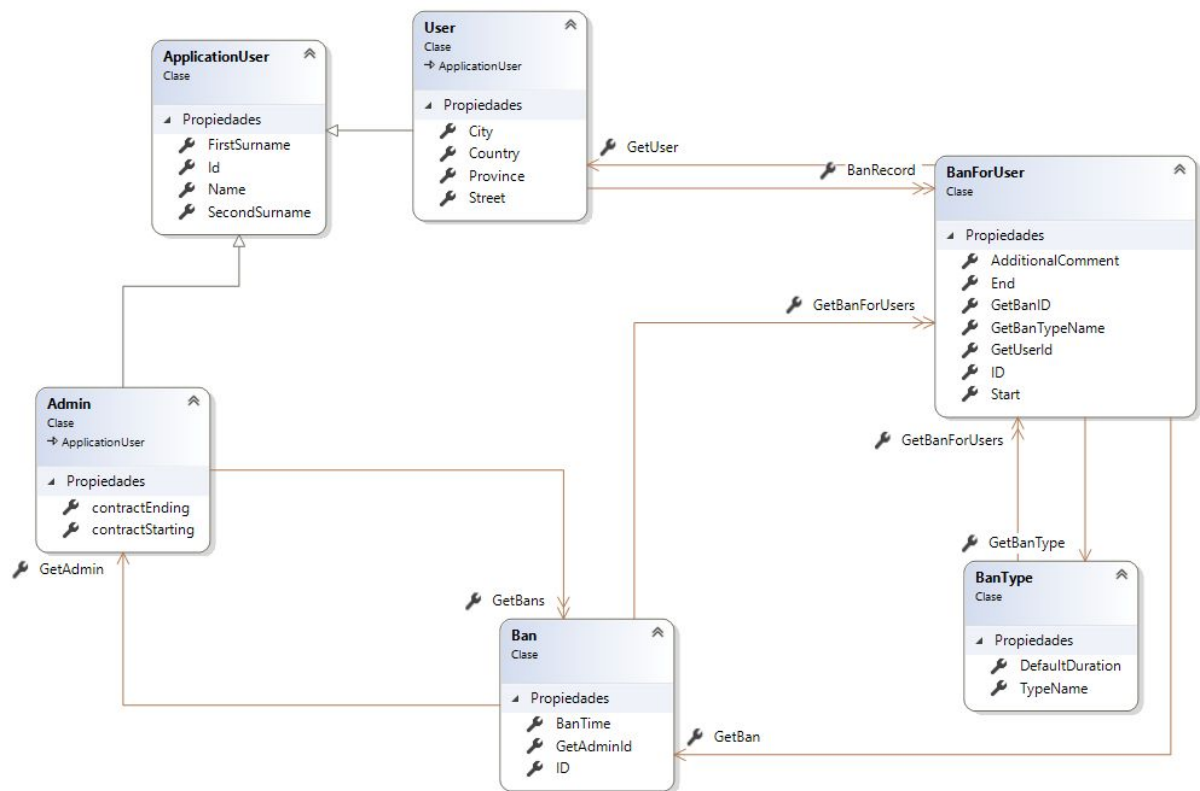 ApplicationUser
Clase
Propiedades
FirstSurname
Id
Name
SecondSurname
User
Clase
ApplicationUser
Propiedades
City
Country
Province
Street
GetUser
BanRecord
BanForUser
Clase
Propiedades
AdditionalComment
End
GetBanID
GetBanTypeName
GetUserId
ID
Start
GetBanForUsers
Admin
Clase
ApplicationUser
Propiedades
contractEnding
contractStarting
GetAdmin
GetBans
GetBanForUsers
GetBanType
BanType
Clase
Propiedades
DefaultDuration
TypeName
Ban
Clase
Propiedades
BanTime
GetAdminId
ID
GetBan